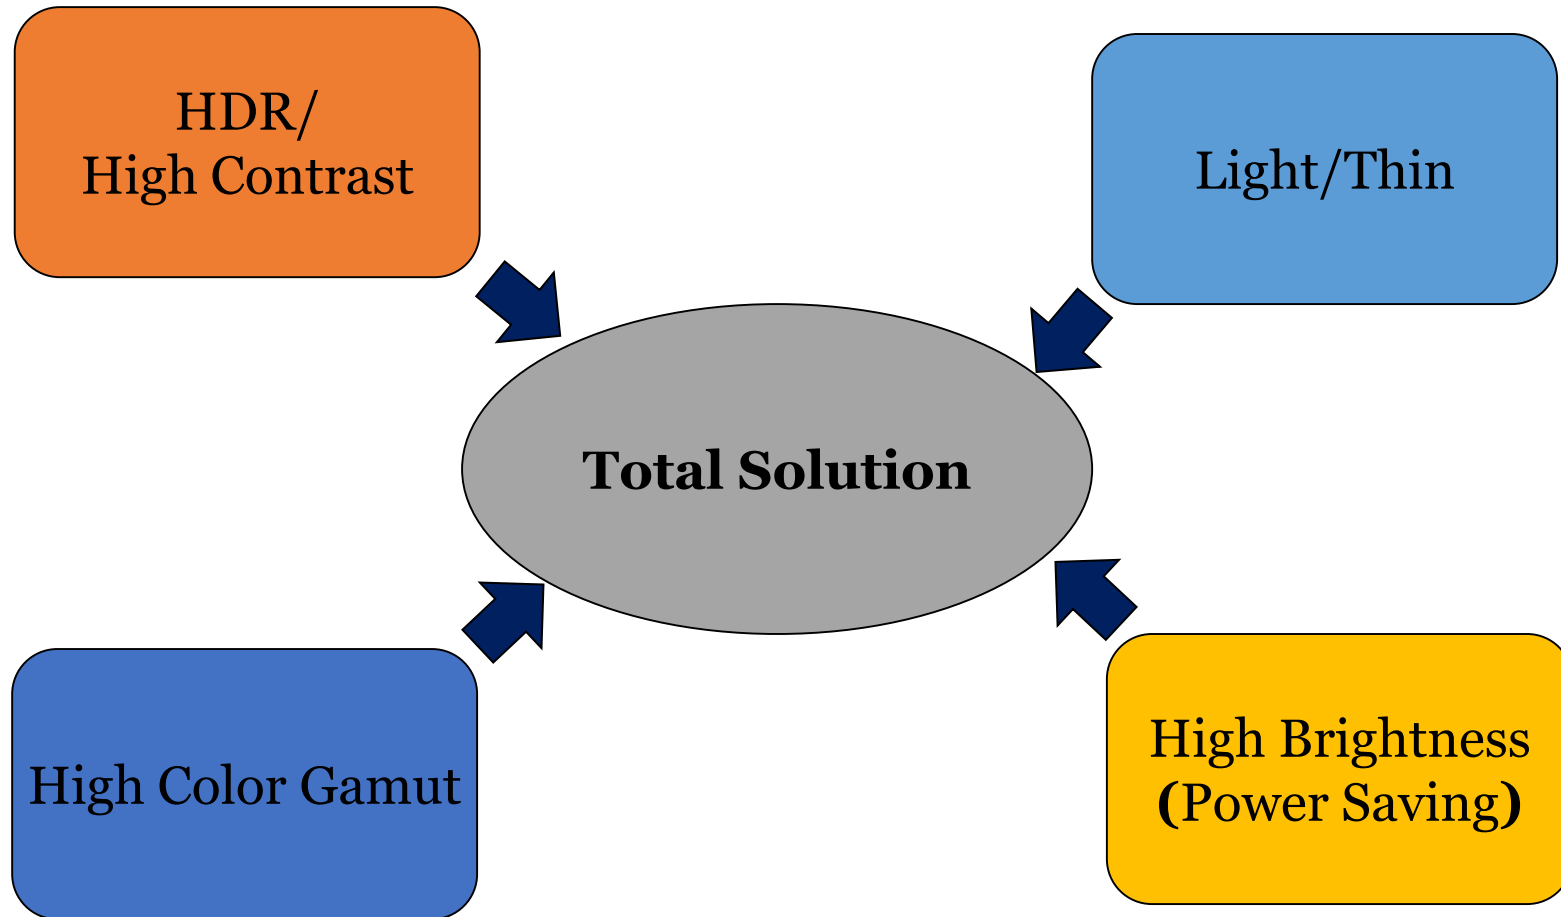 HDR/
High Contrast
Light/Thin
Total Solution
High Color Gamut
High Brightness
(Power Saving)